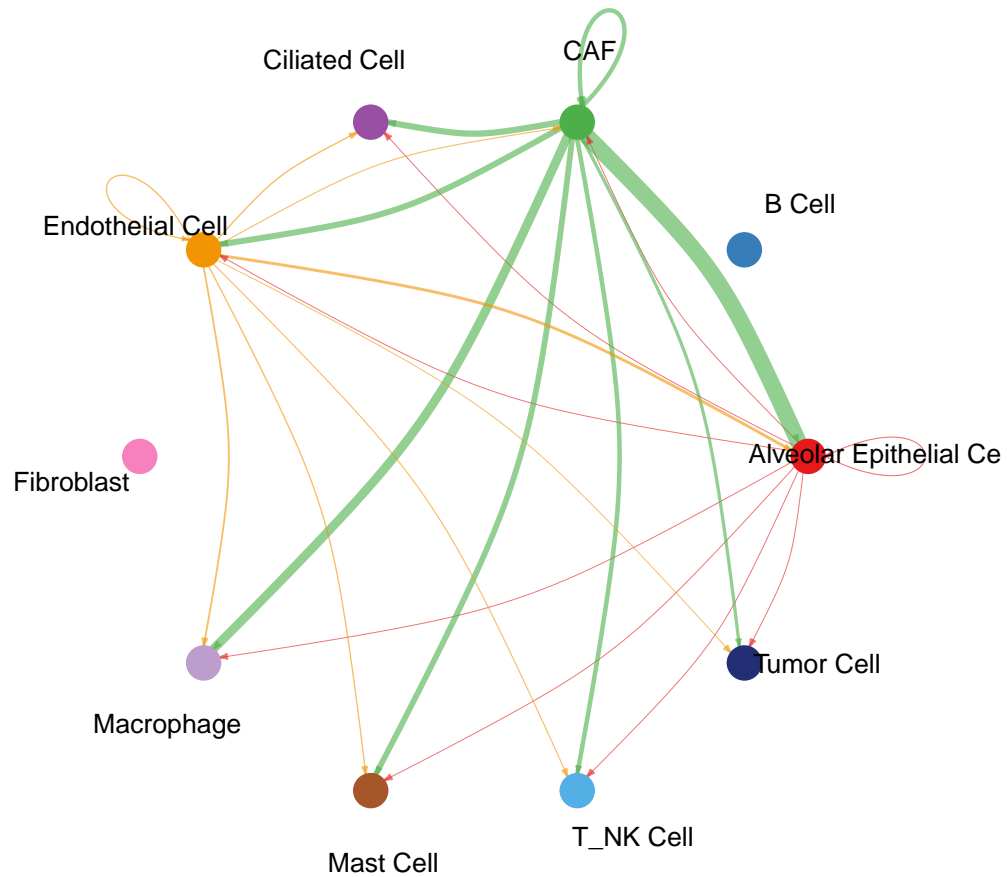 CAF
Ciliated Cell
B Cell
Endothelial Cell
Alveolar Epithelial Ce
Fibroblast
Tumor Cell
Macrophage
T_NK Cell
Mast Cell